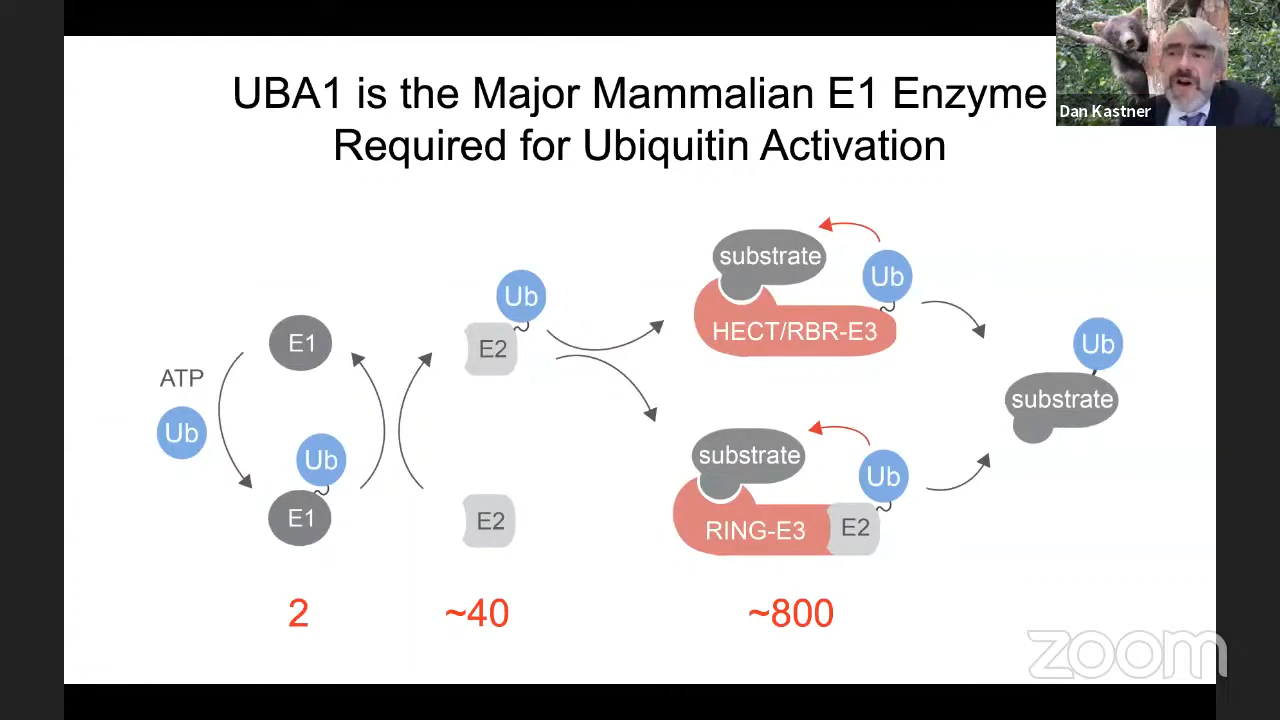 UBA1 is the Major Mammalian E1 Enzyme
Required for Ubiquitin Activation
Dan Kastner
substrate
Ub
HECT/RBR-E3
Ub
E2
E1
ATP
Ub
Ub
E1
E2
substrate
Ub
RING-E3
E2
Ub
substrate
2
~40
~800
zoom